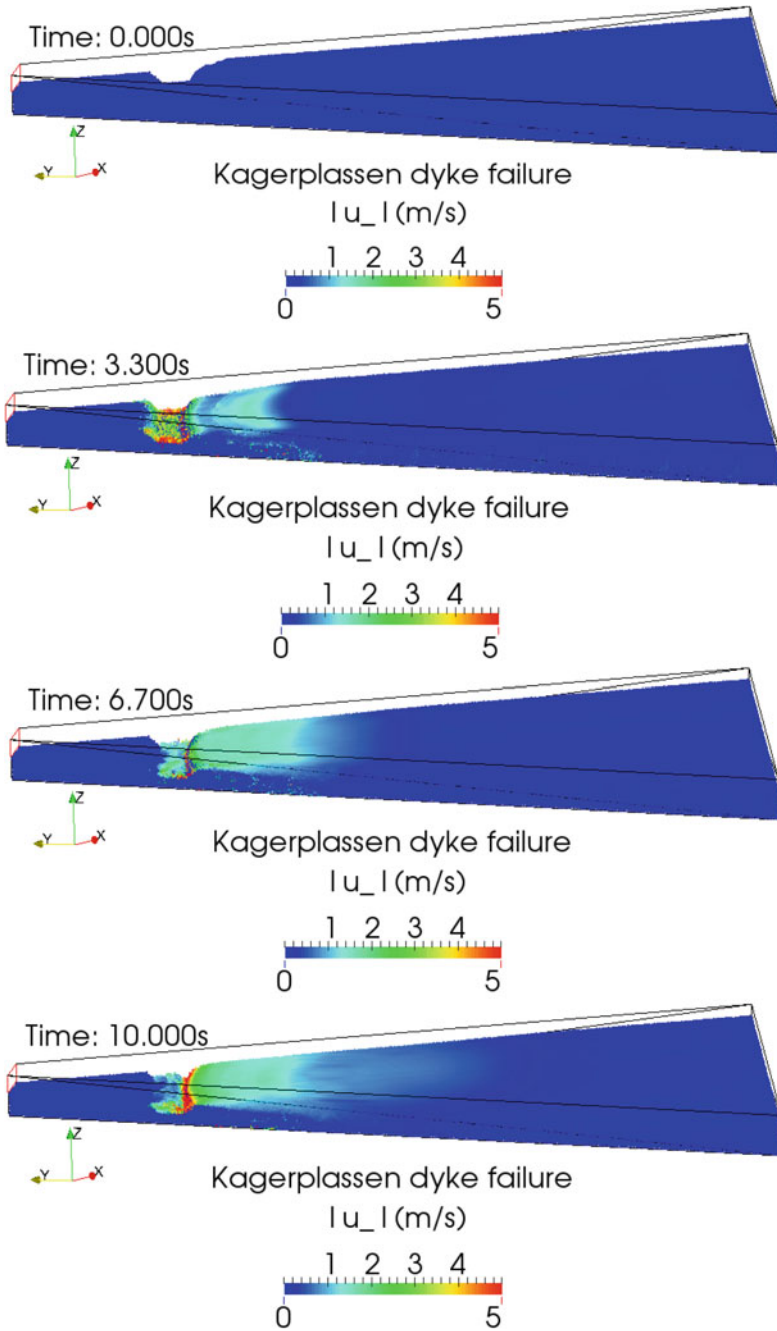 Time: 0.000s
Z
Y X
Kagerplassen dyke failure
|u_|(m/s)
1 2 3 4
0 5
Time: 3.300s
Z
Y X
Kagerplassen dyke failure
|u_|(m/s)
1 2 3 4
0 5
Time: 6.700s
Z
Y X
Kagerplassen dyke failure
|u_|(m/s)
1 2 3 4
0 5
Time: 10.000s
Z
Y X
Kagerplassen dyke failure
|u_|(m/s)
1 2 3 4
0 5